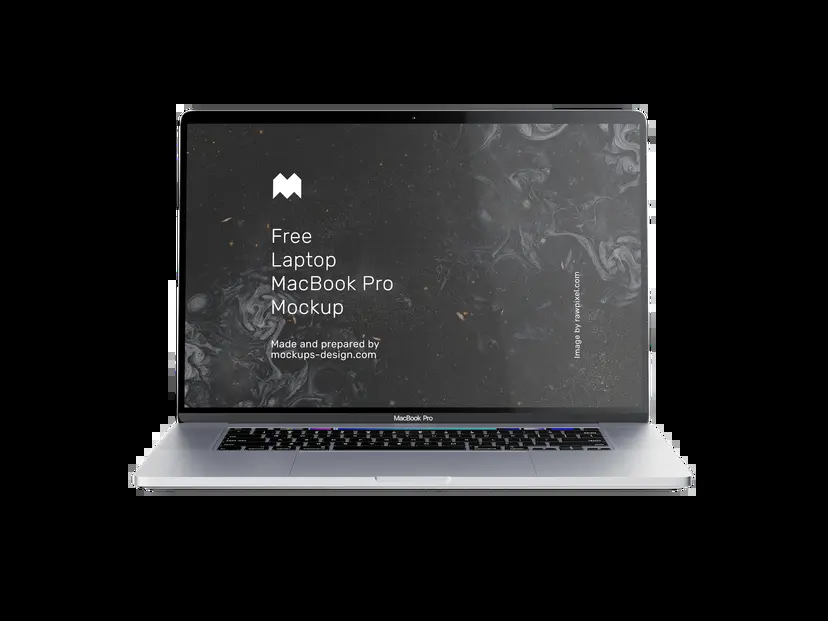 Free
Laptop
MacBook Pro
Mockup
Made and prepared by
mockups-design.com
Image by rawpixel.com
MacBook Pro